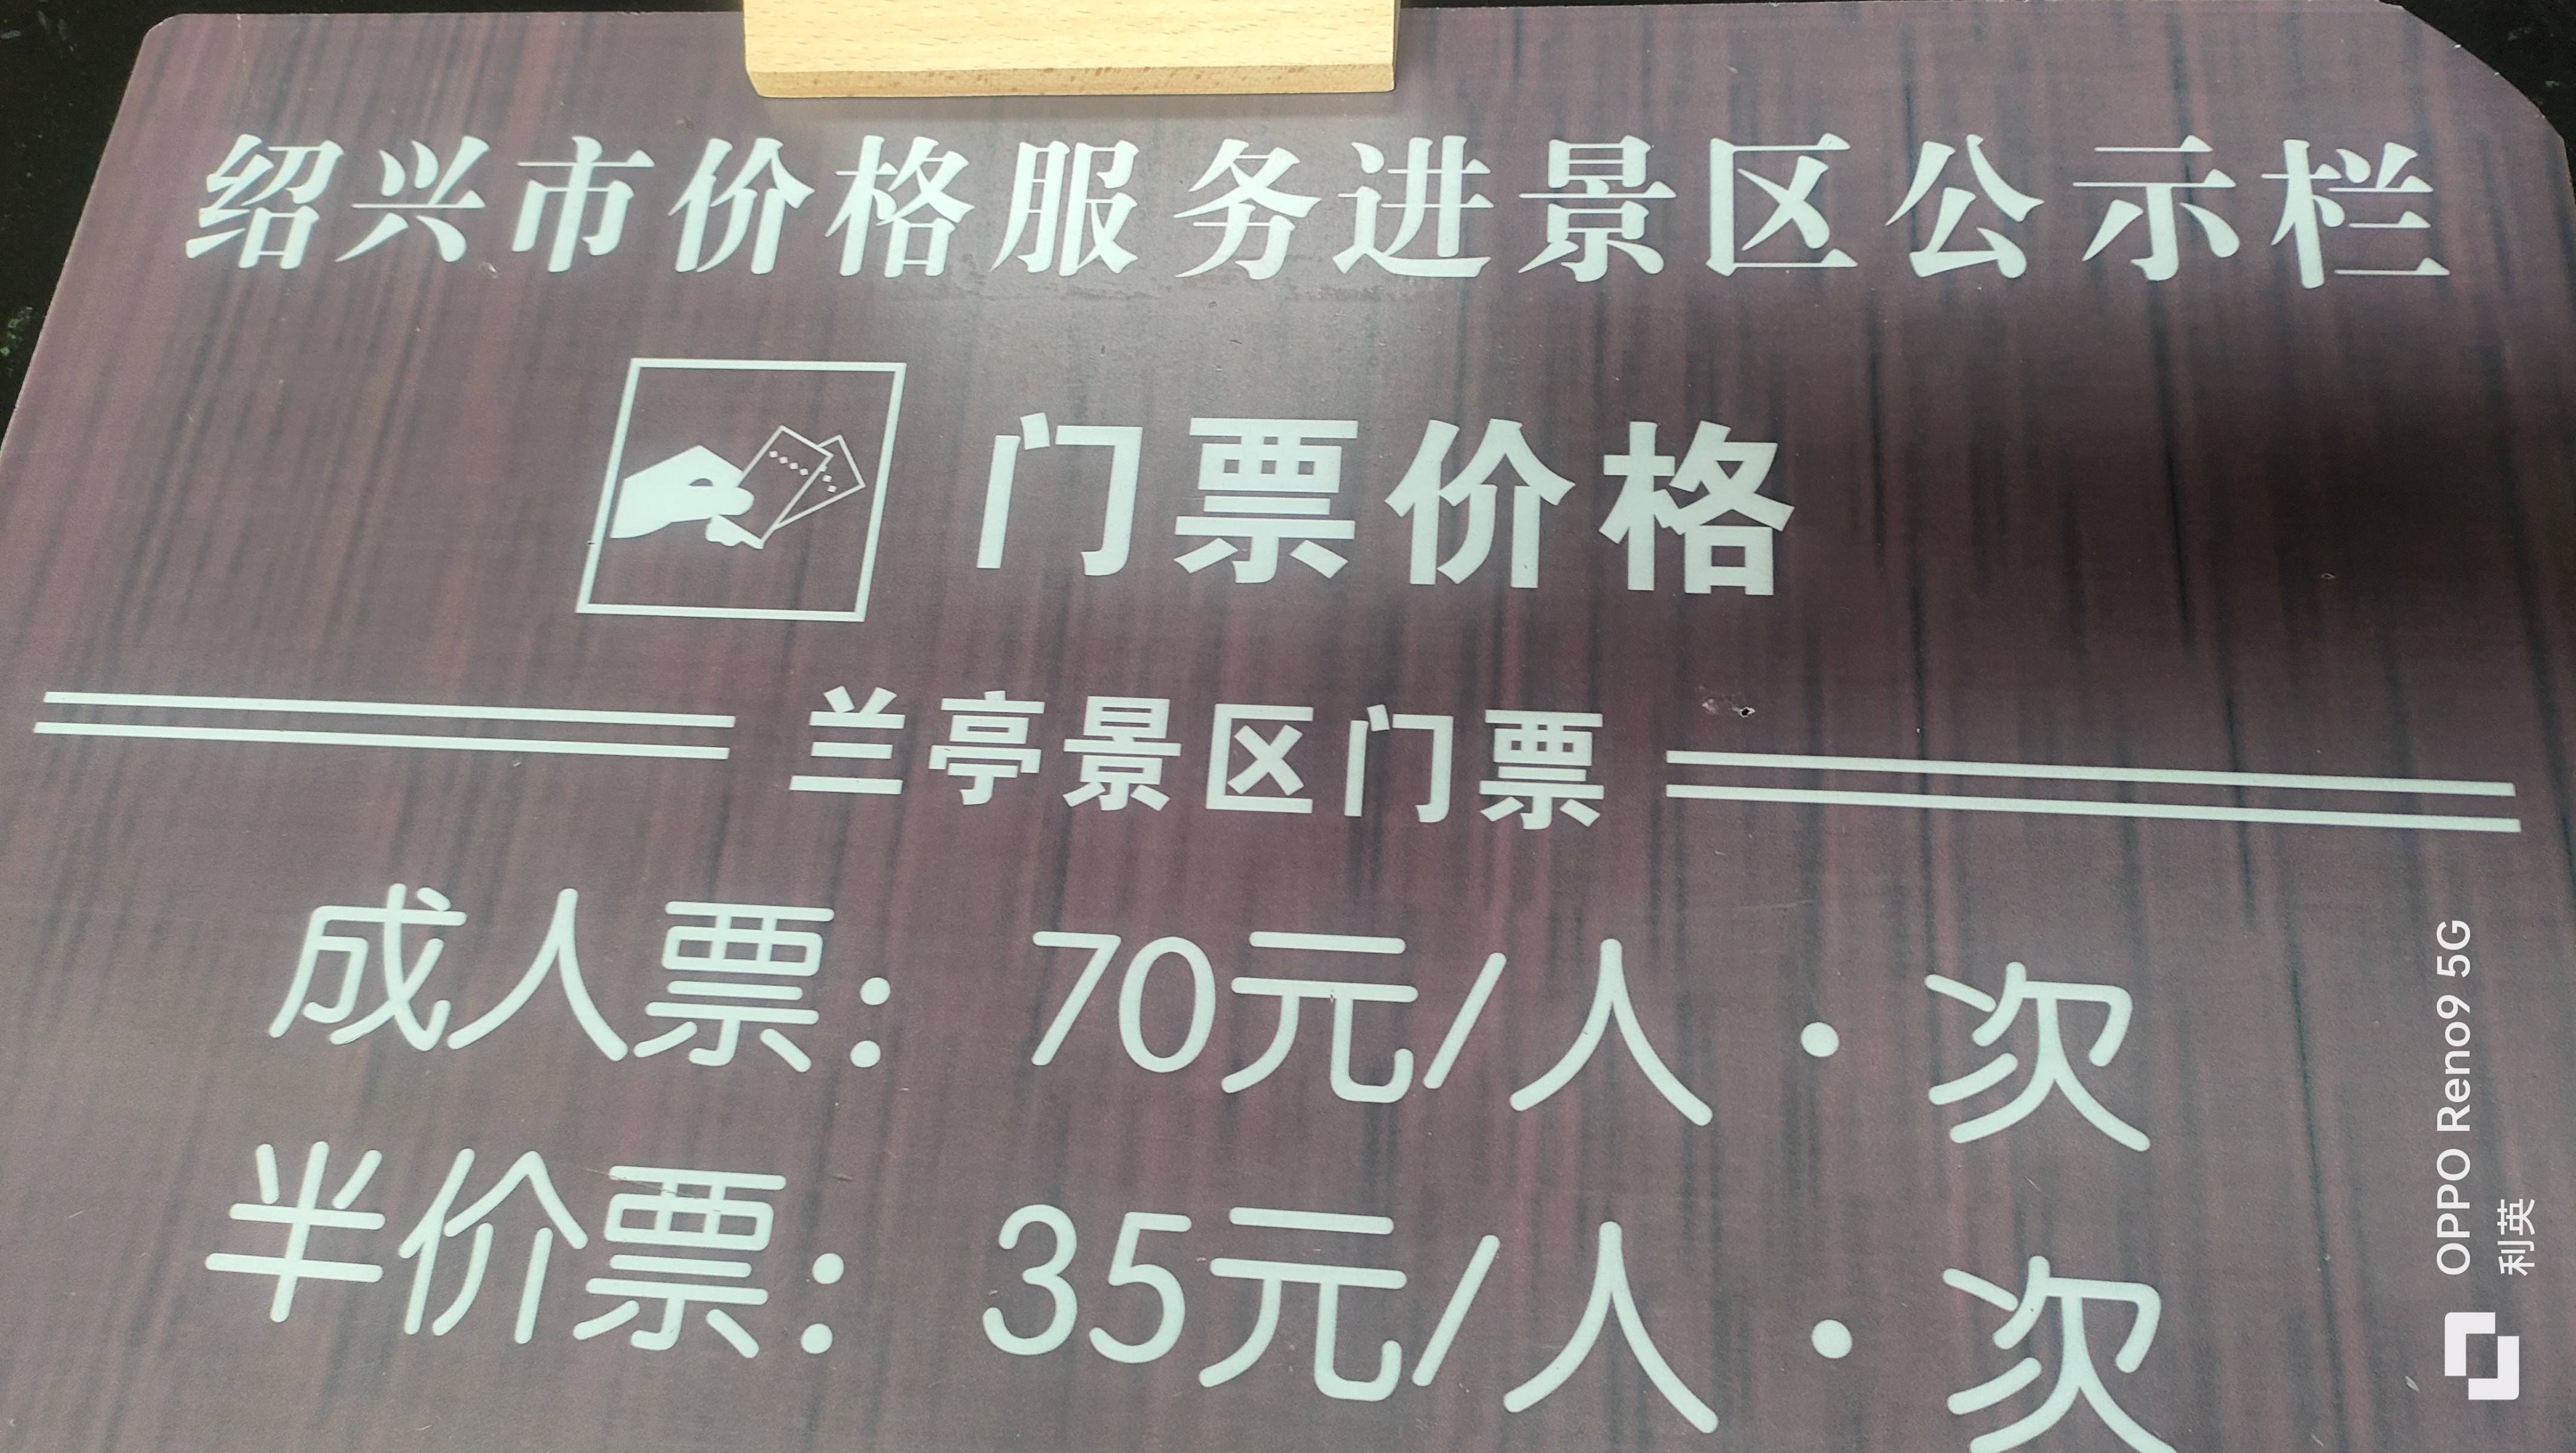 绍兴市价格服务进景区公示栏
门票价格
兰亭景区门票
成人票：70元/人·次
半价票：35元/人·次
OPPO Reno9 5G
利英